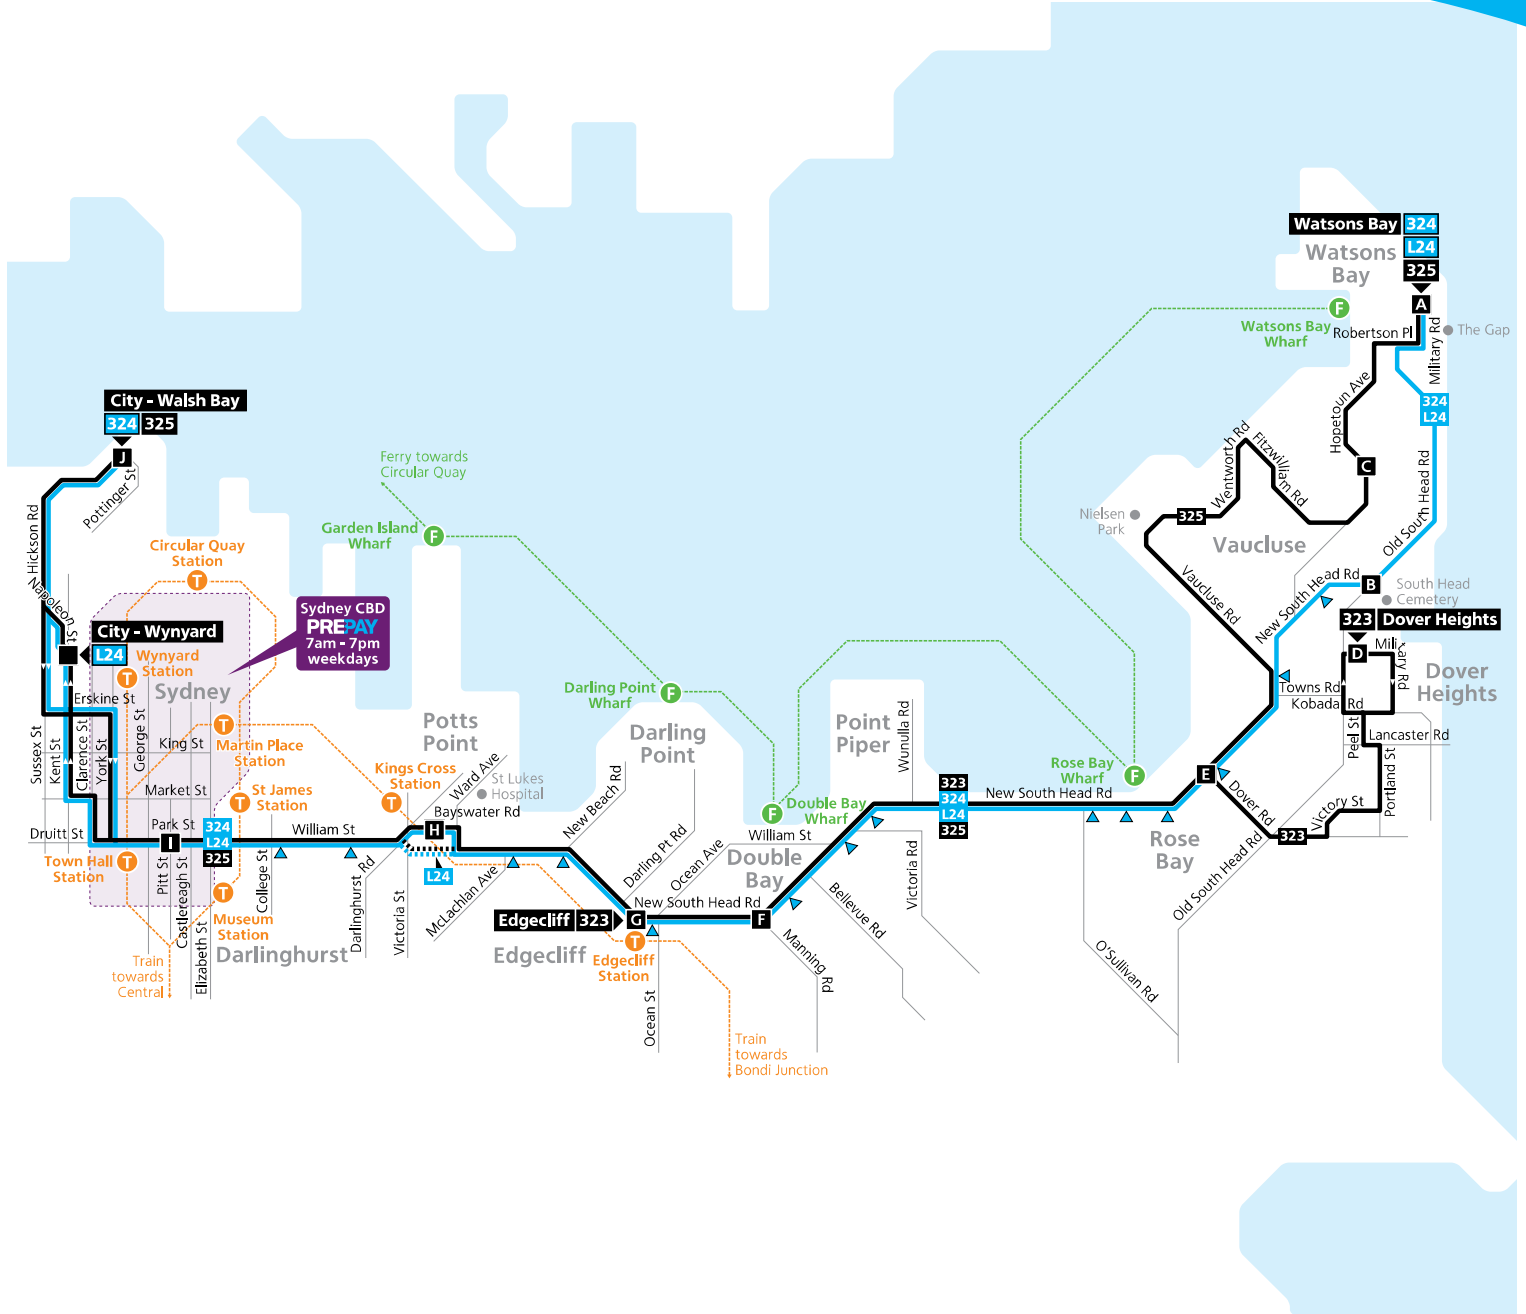 Watsons Bay 324
L24
325
Watsons
Bay
A
F
Watsons Bay
Wharf
Robertson Pl
Military Rd
The Gap
Hopetoun Ave
324
L24
City - Walsh Bay
324 325
J
Pottinger St
Hickson Rd
Ferry towards
Circular Quay
Garden Island
Wharf
F
Wentworth Rd
Fitzwilliam Rd
C
Old South Head Rd
Nielsen
Park
325
Vaucluse
Circular Quay
Station
T
Napoleon St
Vaucluse Rd
New South Head Rd
B
South Head
Cemetery
Sydney CBD
PREPAY
7am - 7pm
weekdays
City - Wynyard
L24
Wynyard
Station
T
Sydney
323 Dover Heights
D
Military Rd
Dover
Heights
Towns Rd
Kobada Rd
Peel St
Lancaster Rd
Portland St
Erskine St
George St
T
Martin Place
Station
King St
Sussex St
Kent St
Clarence St
York St
Market St
T
St James
Station
Potts
Point
Kings Cross
Station
T
Ward Ave
St Lukes
Hospital
Bayswater Rd
Darling Point
Wharf
F
Darling
Point
Point
Piper
Wunulla Rd
Rose Bay
Wharf
F
E
Dover Rd
Victory St
323
323
324
L24
325
New South Head Rd
Rose
Bay
Double Bay
Wharf
F
William St
Double
Bay
New Beach Rd
Druitt St
Park St
I
324
L24
325
William St
H
L24
Town Hall
Station
T
Pitt St
Castlereagh St
Elizabeth St
College St
T
Museum
Station
Darlinghurst Rd
Victoria St
McLachlan Ave
Darling Pt Rd
Ocean Ave
New South Head Rd
Edgecliff 323
G
F
Edgecliff
T
Edgecliff
Station
Darlinghurst
Bellevue Rd
Victoria Rd
Manning Rd
Old South Head Rd
O'Sullivan Rd
Ocean St
Train
towards
Central
Train
towards
Bondi Junction